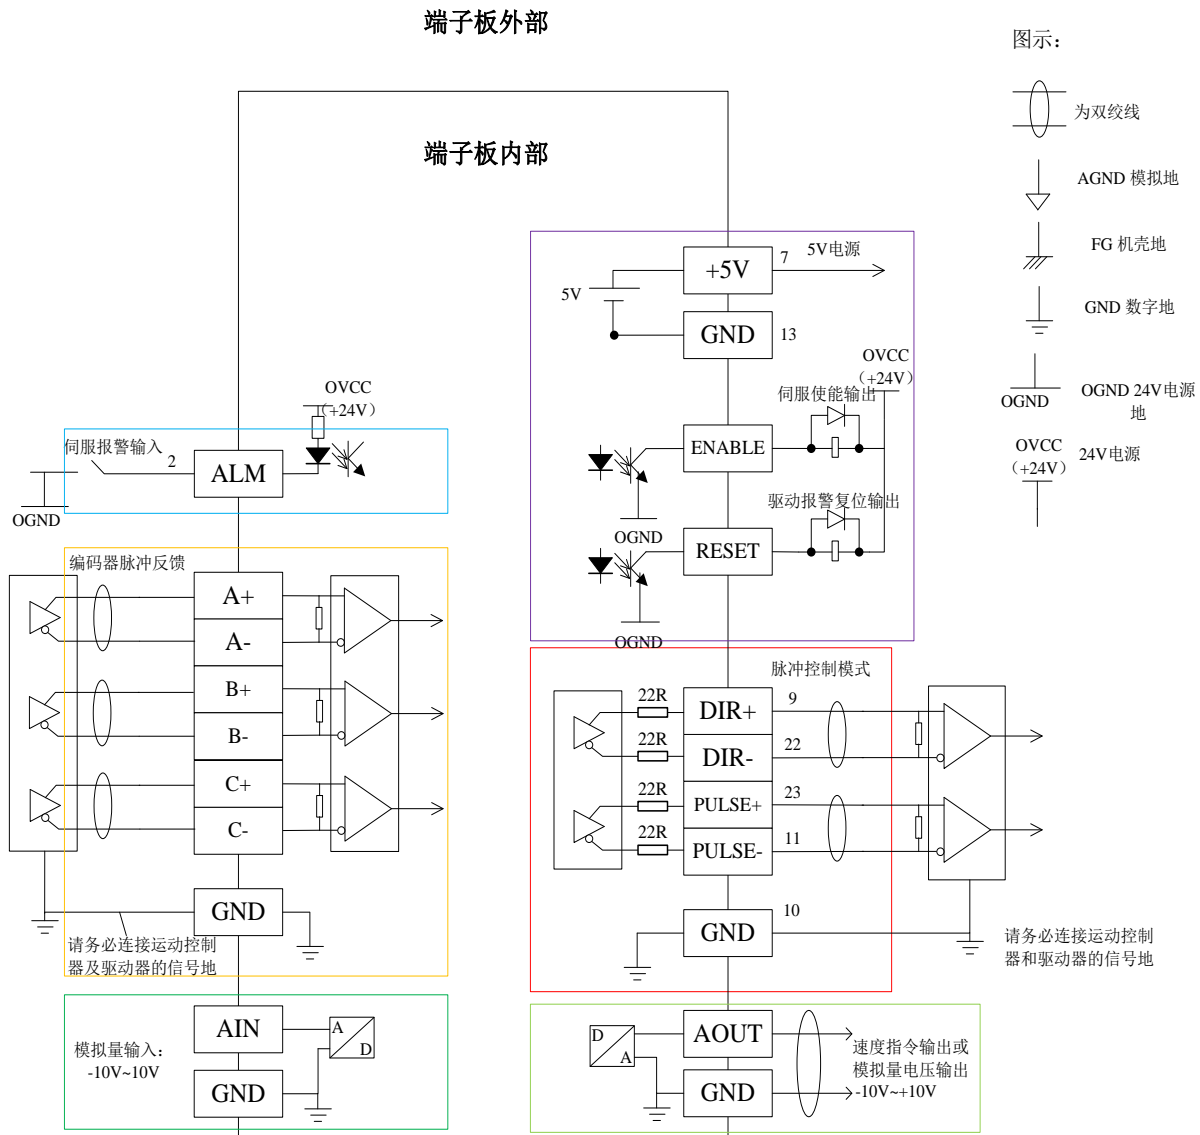 端子板外部
图示：
为双绞线
端子板内部
AGND 模拟地
FG 机壳地
GND 数字地
OGND
OGND 24V电源
地
OVCC
（+24V）
24V电源
+5V
7
5V电源
5V
GND
13
OVCC
（+24V）
伺服使能输出
ENABLE
OGND
驱动报警复位输出
RESET
OGND
OVCC
（+24V）
伺服报警输入
2
ALM
OGND
编码器脉冲反馈
A+
A-
B+
B-
C+
C-
GND
请务必连接运动控制
器及驱动器的信号地
脉冲控制模式
22R
DIR+
9
22R
DIR-
22
22R
PULSE+
23
22R
PULSE-
11
GND
10
请务必连接运动控制
器和驱动器的信号地
模拟量输入：
-10V~10V
AIN
A
D
GND
D
A
AOUT
GND
速度指令输出或
模拟量电压输出
-10V~+10V